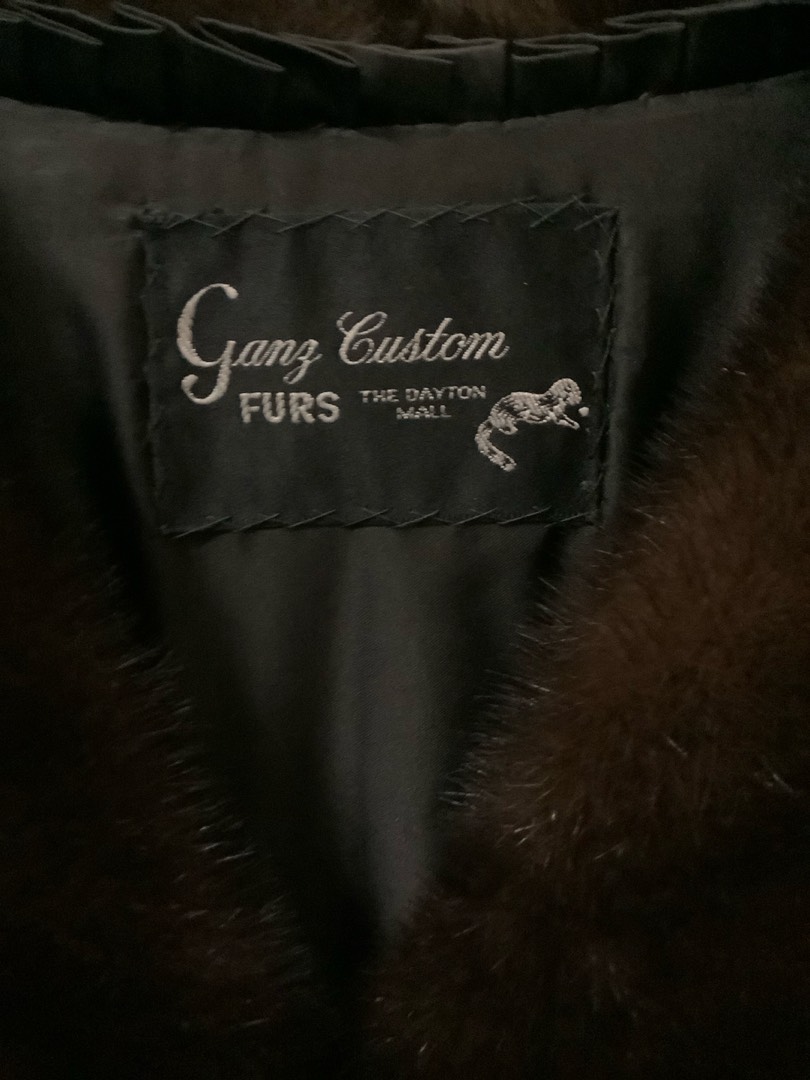 Ganz Custom
FURS THE DAYTON
MALL